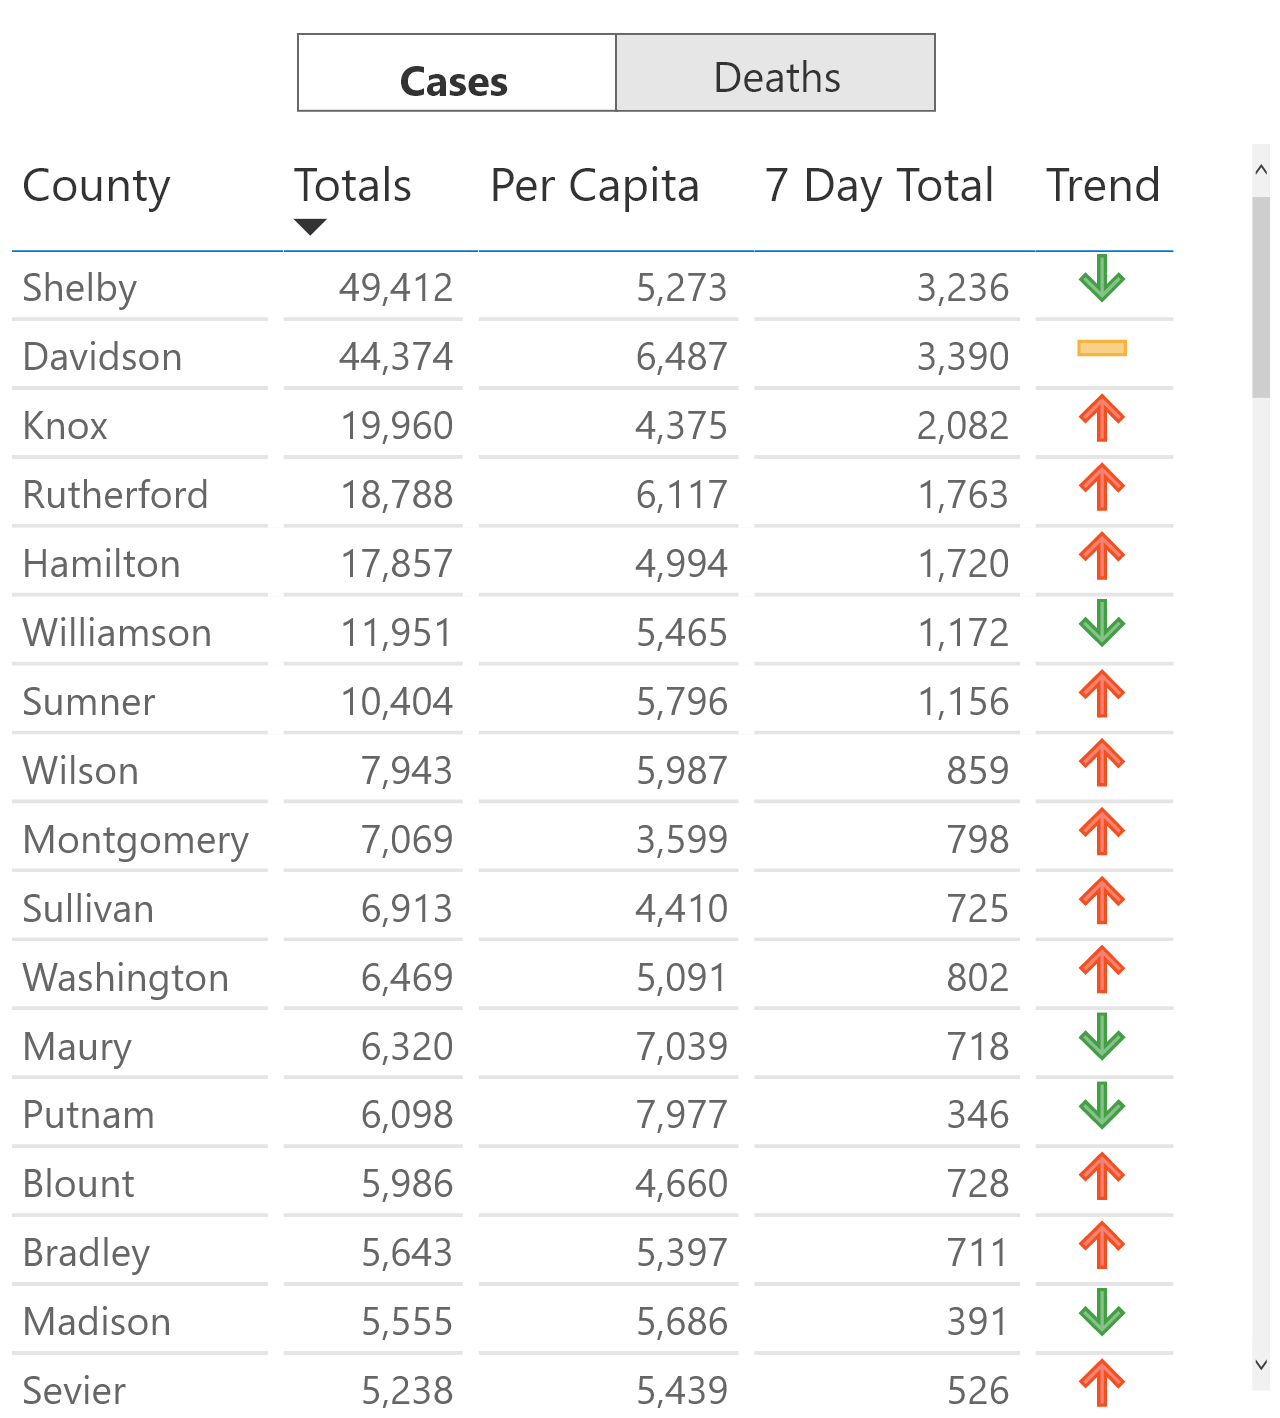 Cases Deaths
County Totals Per Capita 7 Day Total Trend
Shelby 49,412 5,273 3,236
Davidson 44,374 6,487 3,390
Knox 19,960 4,375 2,082
Rutherford 18,788 6,117 1,763
Hamilton 17,857 4,994 1,720
Williamson 11,951 5,465 1,172
Sumner 10,404 5,796 1,156
Wilson 7,943 5,987 859
Montgomery 7,069 3,599 798
Sullivan 6,913 4,410 725
Washington 6,469 5,091 802
Maury 6,320 7,039 718
Putnam 6,098 7,977 346
Blount 5,986 4,660 728
Bradley 5,643 5,397 711
Madison 5,555 5,686 391
Sevier 5,238 5,439 526